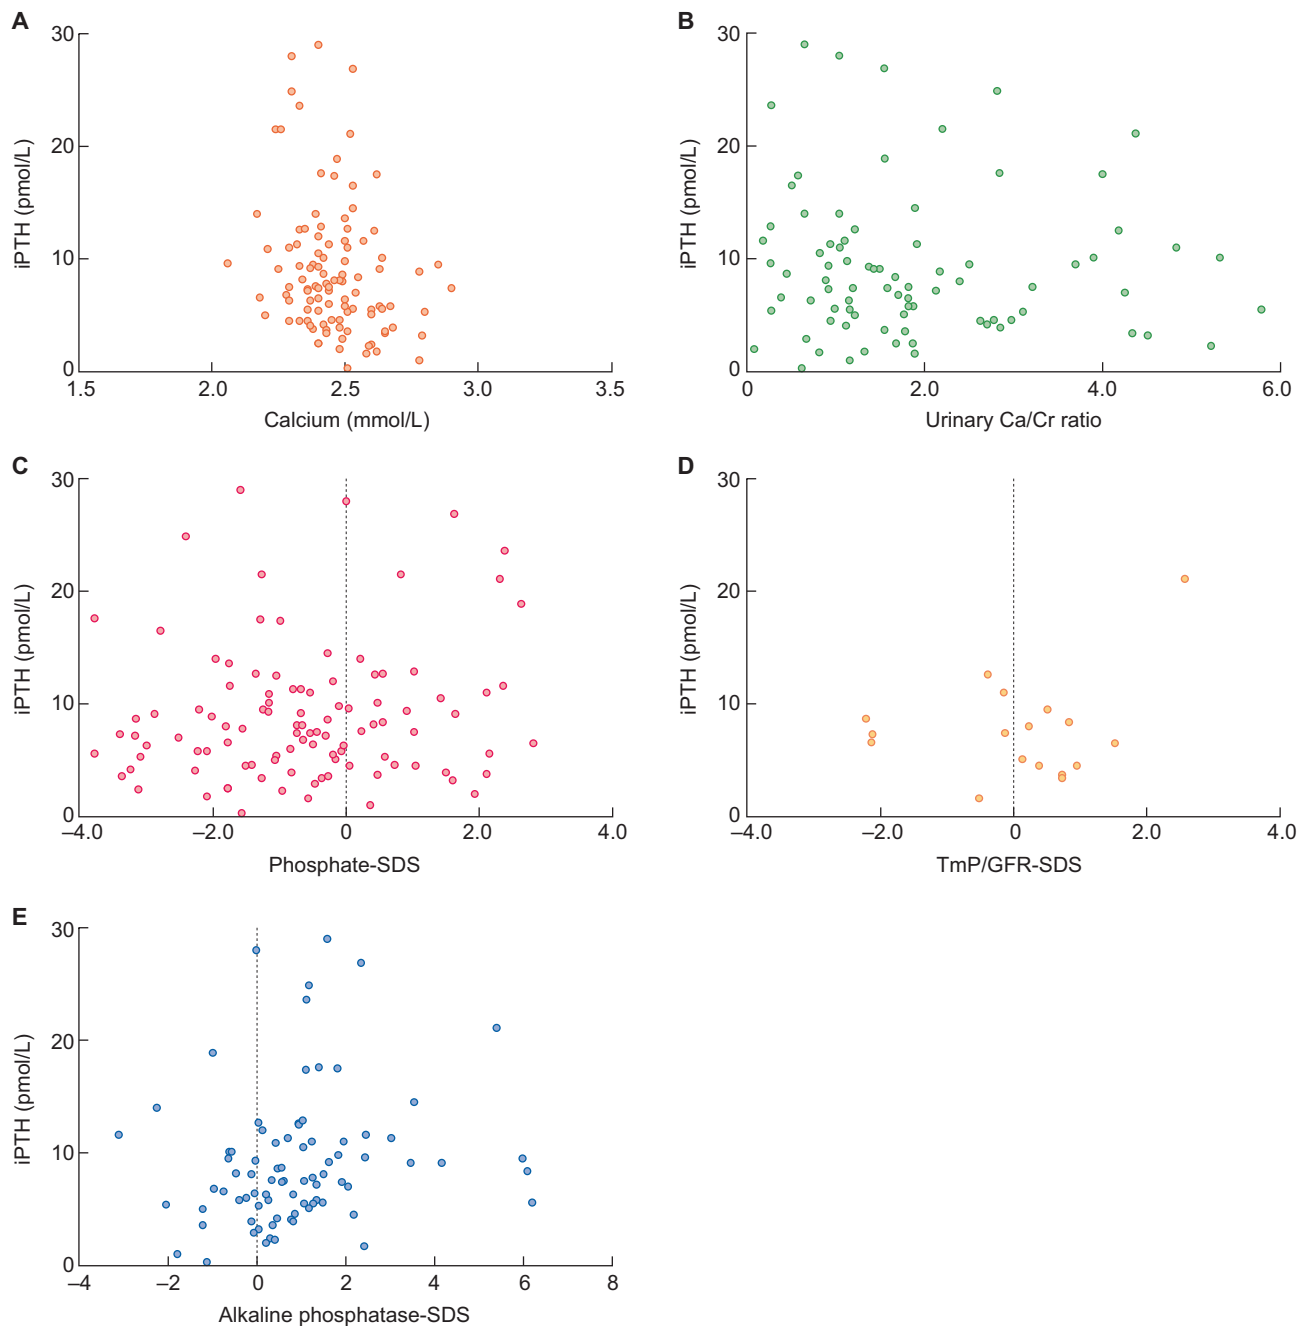 A
30
20
10
0
iPTH (pmol/L)
1.5 2.0 2.5 3.0 3.5
Calcium (mmol/L)
B
30
20
10
0
iPTH (pmol/L)
0 2.0 4.0 6.0
Urinary Ca/Cr ratio
C
30
20
10
0
iPTH (pmol/L)
–4.0 –2.0 0 2.0 4.0
Phosphate-SDS
D
30
20
10
0
iPTH (pmol/L)
–4.0 –2.0 0 2.0 4.0
TmP/GFR-SDS
E
30
20
10
0
iPTH (pmol/L)
–4 –2 0 2 4 6 8
Alkaline phosphatase-SDS